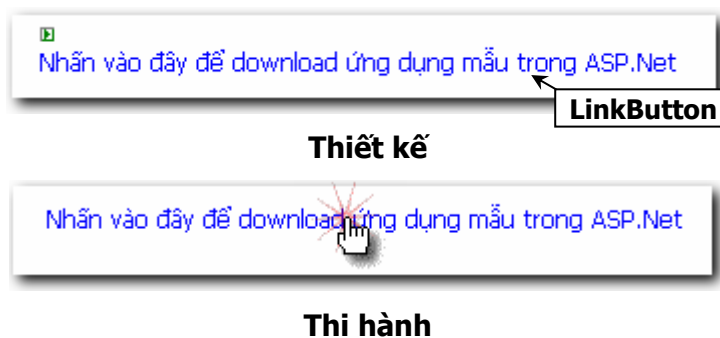 Nhấn vào đây để download ứng dụng mẫu trong ASP.Net
LinkButton
Thiết kế
Nhấn vào đây để download ứng dụng mẫu trong ASP.Net
Thi hành